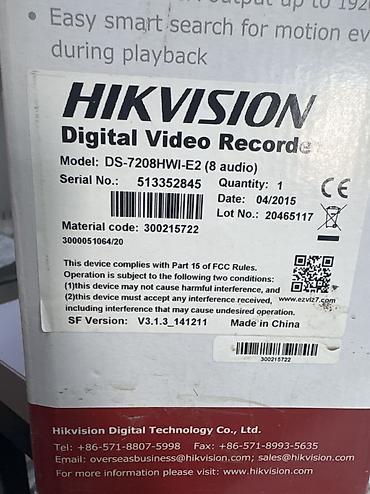 output up to 1920
• Easy smart search for motion ev
during playback
HIKVISION
Digital Video Recorde
Model: DS-7208HWI-E2 (8 audio)
Serial No.: 513352845 Quantity: 1
Date: 04/2015
Lot No.: 20465117
Material code: 300215722
3000051064/20
This device complies with Part 15 of FCC Rules.
Operation is subject to the following two conditions:
(1)this device may not cause harmful interference, and
(2)this device must accept any interference received,
including interference that may cause undesired operation.
www.ezviz7.com
SF Version: V3.1.3_141211 Made in China
300215722
Hikvision Digital Technology Co., Ltd.
Tel: +86-571-8807-5998 Fax: +86-571-8993-5635
Email: overseasbusiness@hikvision.com; sales@hikvision.com
For more information please visit: www.hikvision.com